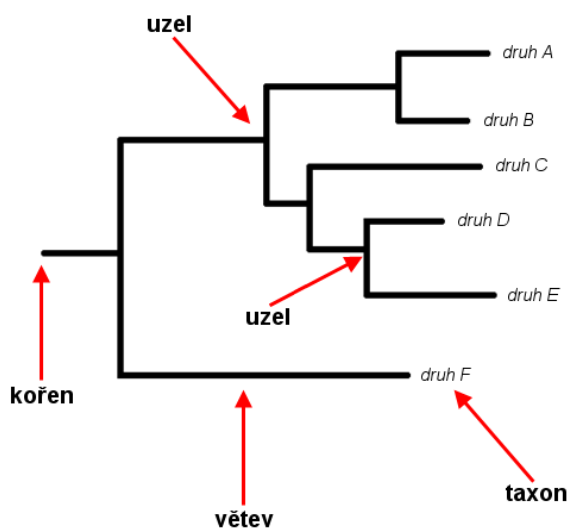 uzel
druh A
druh B
druh C
druh D
druh E
uzel
druh F
kořen
větev
taxon